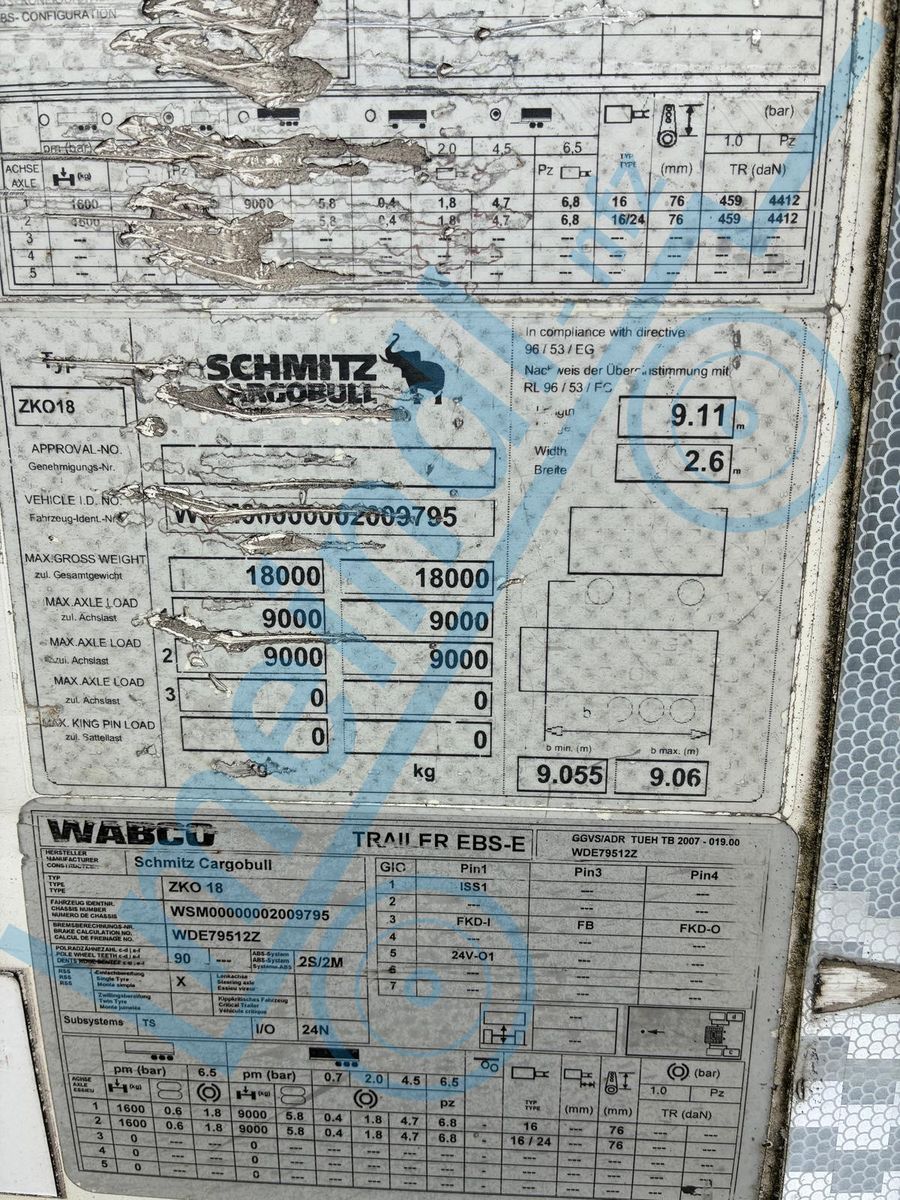 EBS- CONFIGURATION
(bar)
pm (bar) 2.0 4,5 6.5 TYP TYPE (mm) 1.0 Pz
ACHSE AXLE (kg) Pz Pz TR (daN)
1 1600 9000 5,8 0,4 1,8 4,7 6,8 16 76 459 4412
2 1600 5,8 0,4 1,8 4,7 6,8 16/24 76 459 4412
3 --- --- --- --- --- --- --- --- --- ---
4 --- --- --- --- --- --- --- --- ---
5 --- --- --- --- --- --- --- --- ---
Typ
SCHMITZ
CARGOBULL
ZKO18
In compliance with directive
96 / 53 / EG
Nachweis der Übereinstimmung mit
RL 96 / 53 / EG
Length 9.11 m
Width
Breite 2.6 m
APPROVAL-NO.
Genehmigungs-Nr.
VEHICLE I.D. NO.
Fahrzeug-Ident.-Nr. WSM00000002009795
MAX.GROSS WEIGHT
zul. Gesamtgewicht 18000 18000
MAX.AXLE LOAD
zul. Achslast 9000 9000
MAX.AXLE LOAD
zul. Achslast 2 9000 9000
MAX.AXLE LOAD
zul. Achslast 3 0 0
MAX. KING PIN LOAD
zul. Sattellast 0 0
kg kg
b
b min. (m) b max. (m)
9.055 9.06
WABCO TRAILER EBS-E GGVS/ADR TUEH TB 2007 - 019.00
WDE79512Z
HERSTELLER
MANUFACTURER
CONSTRUCTEUR
Schmitz Cargobull
GIO Pin1 Pin3 Pin4
TYP
TYPE
TYPE
ZKO 18
1 ISS1 --- ---
2 --- --- ---
FAHRZEUG IDENTNR.
CHASSIS NUMBER
NUMERO DE CHASSIS
WSM00000002009795
3 FKD-I FB FKD-O
4 --- --- ---
BREMSBERECHNUNGS-NR.
BRAKE CALCULATION NO.
CALCUL DE FREINAGE NO.
WDE79512Z
5 24V-O1 --- ---
6 --- --- ---
7 --- --- ---
POLRADZÄHNEZAHL c-d | e-f
POLE WHEEL TEETH c-d | e-f
90 ---
ABS-System
ABS-System
Système-ABS
2S/2M
RSS
RSS
RSS
Einfachbereifung
Single Tyre
Monte simple
X
Lenkachse
Steering axle
Essieu vireur
Zwillingsbereifung
Twin Tyre
Monte jumelée
Kippkritisches Fahrzeug
Critical Trailer
Véhicule critique
Subsystems TS I/O 24N
pm (bar) 6.5 pm (bar) 0.7 2.0 4.5 6.5 (bar)
ACHSE
AXLE
ESSIEU
(kg) (kg) pz TYP TYPE (mm) (mm) 1.0 Pz
TR (daN)
1 1600 0.6 1.8 9000 5.8 0.4 1.8 4.7 6.8 - 16 --- 76 --- ---
2 1600 0.6 1.8 9000 5.8 0.4 1.8 4.7 6.8 - 16 / 24 --- 76 --- ---
3 0 --- --- 0 --- --- --- --- --- - --- --- --- --- ---
4 0 --- --- 0 --- --- --- --- --- - --- --- --- --- ---
5 0 --- --- 0 --- --- --- --- --- - --- --- ---